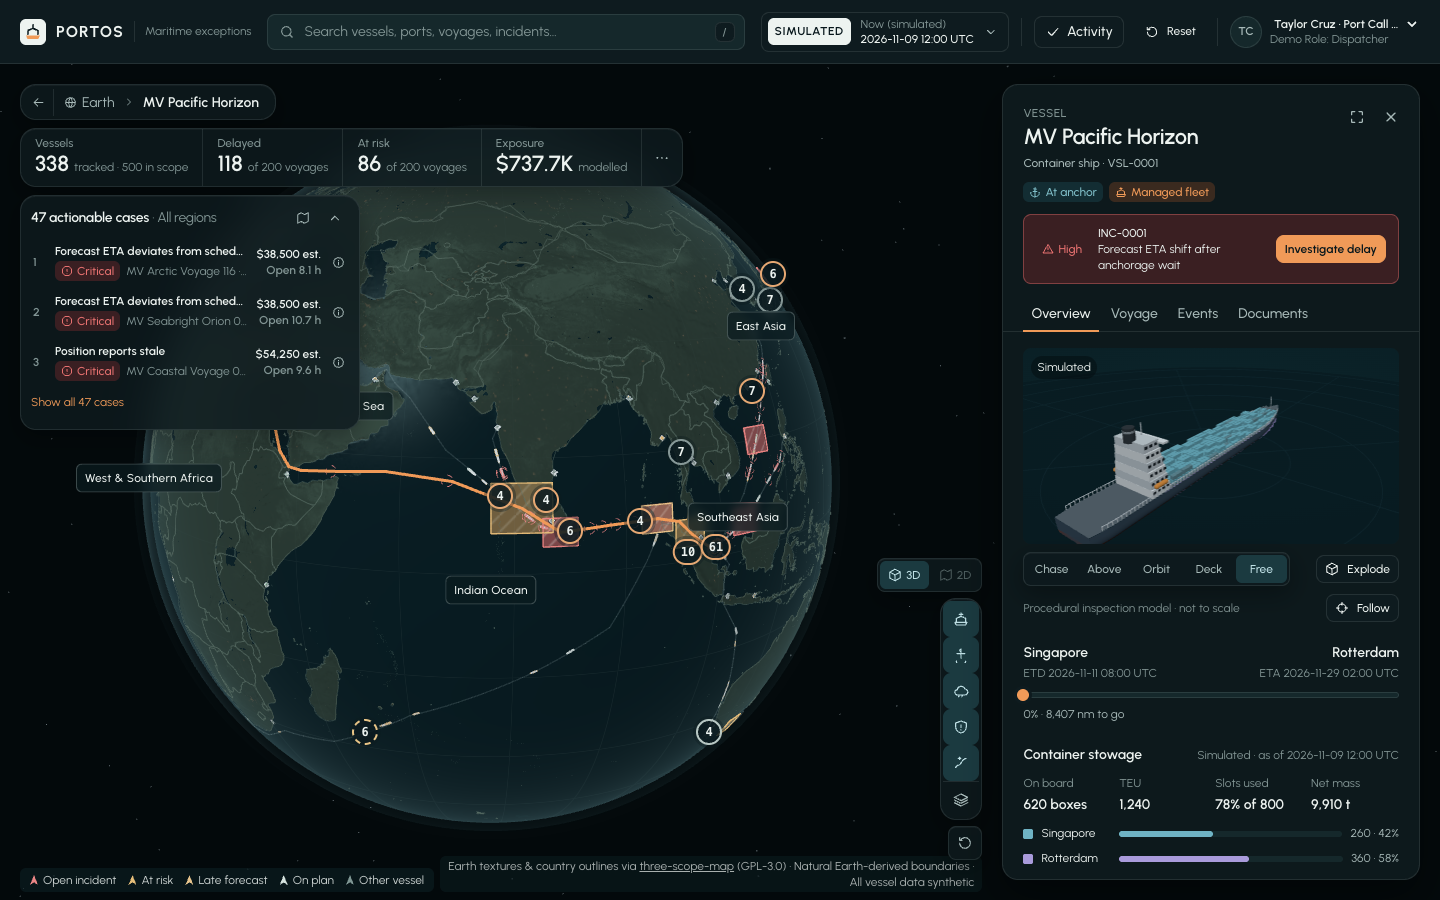 PORTOS
Maritime exceptions
Search vessels, ports, voyages, incidents...
/
SIMULATED
Now (simulated)
2026-11-09 12:00 UTC
Activity
Reset
TC
Taylor Cruz · Port Call ...
Demo Role: Dispatcher
Earth
MV Pacific Horizon
Vessels
338 tracked · 500 in scope
Delayed
118 of 200 voyages
At risk
86 of 200 voyages
Exposure
$737.7K modelled
47 actionable cases · All regions
1
Forecast ETA deviates from sched...
$38,500 est.
Critical
MV Arctic Voyage 116 ·...
Open 8.1 h
2
Forecast ETA deviates from sched...
$38,500 est.
Critical
MV Seabright Orion 0...
Open 10.7 h
3
Position reports stale
$54,250 est.
Critical
MV Coastal Voyage 0...
Open 9.6 h
Show all 47 cases
Sea
West & Southern Africa
Indian Ocean
Southeast Asia
East Asia
6
4
7
7
7
4
4
6
4
10
61
6
4
3D
2D
Open incident
At risk
Late forecast
On plan
Other vessel
Earth textures & country outlines via three-scope-map (GPL-3.0) · Natural Earth-derived boundaries ·
All vessel data synthetic
VESSEL
MV Pacific Horizon
Container ship · VSL-0001
At anchor
Managed fleet
High
INC-0001
Forecast ETA shift after
anchorage wait
Investigate delay
Overview
Voyage
Events
Documents
Simulated
Chase
Above
Orbit
Deck
Free
Explode
Procedural inspection model · not to scale
Follow
Singapore
Rotterdam
ETD 2026-11-11 08:00 UTC
ETA 2026-11-29 02:00 UTC
0% · 8,407 nm to go
Container stowage
Simulated · as of 2026-11-09 12:00 UTC
On board
TEU
Slots used
Net mass
620 boxes
1,240
78% of 800
9,910 t
Singapore
260 · 42%
Rotterdam
360 · 58%